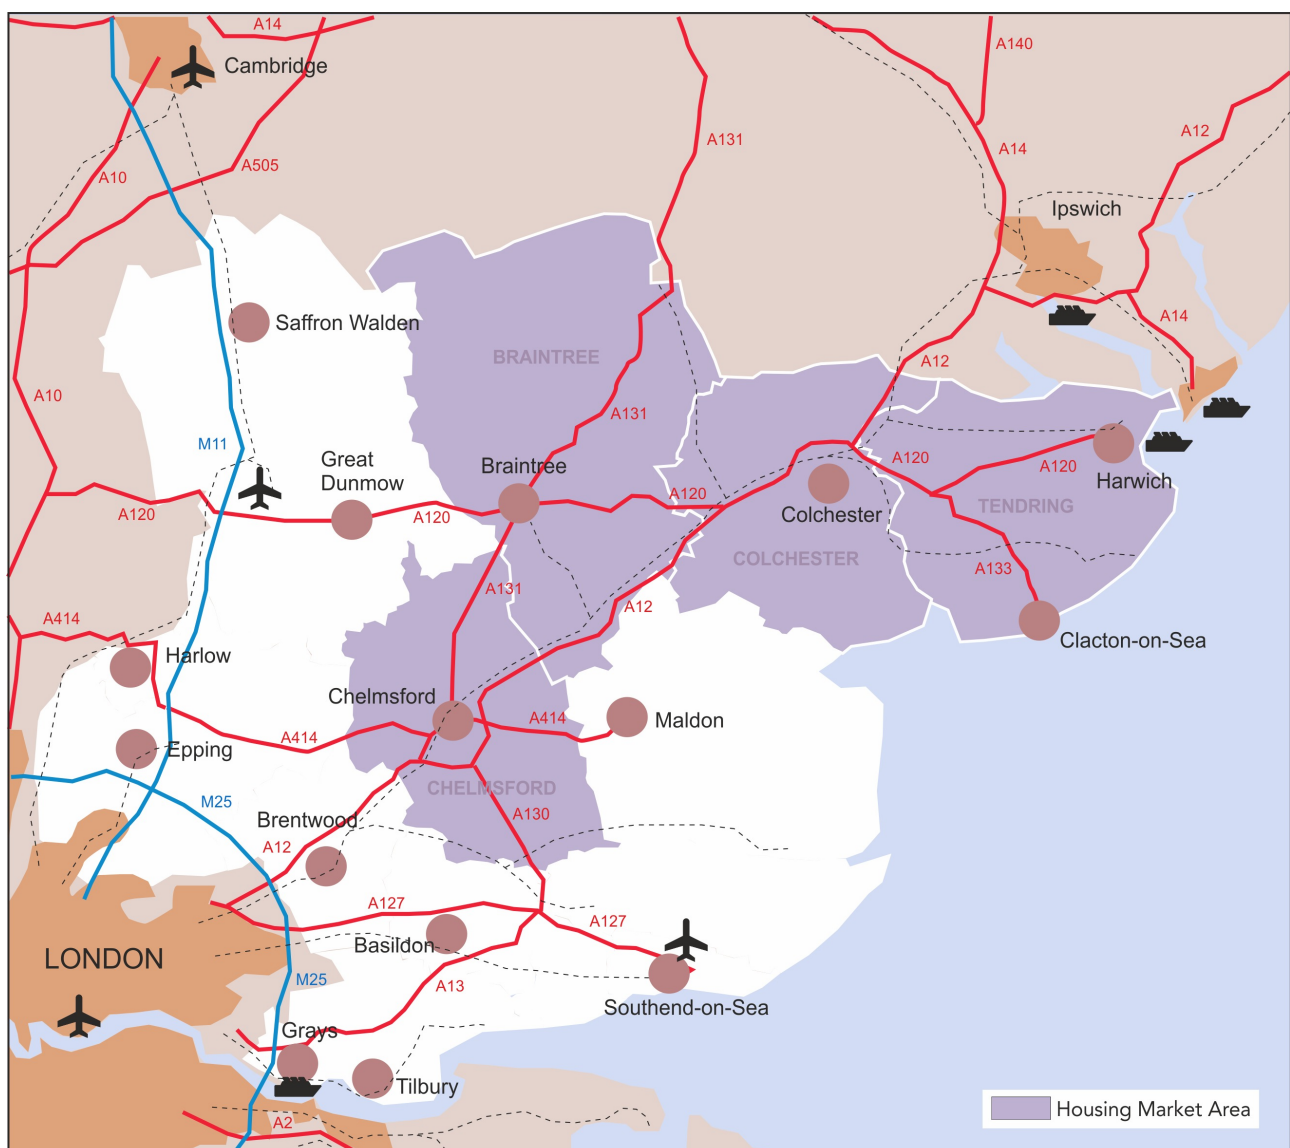 A14
A140
Cambridge
A12
A131
A14
A505
A10
Ipswich
A14
Saffron Walden
BRAINTREE
A12
A10
A131
M11
Great
Dunmow
Braintree
A120
A120
Harwich
A120
A120
A120
Colchester
TENDRING
COLCHESTER
A133
A131
A12
A414
Harlow
Clacton-on-Sea
Chelmsford
A414
Maldon
A414
Epping
CHELMSFORD
M25
A130
Brentwood
A12
A127
A127
Basildon
LONDON
M25
A13
Southend-on-Sea
Grays
Tilbury
A2
Housing Market Area